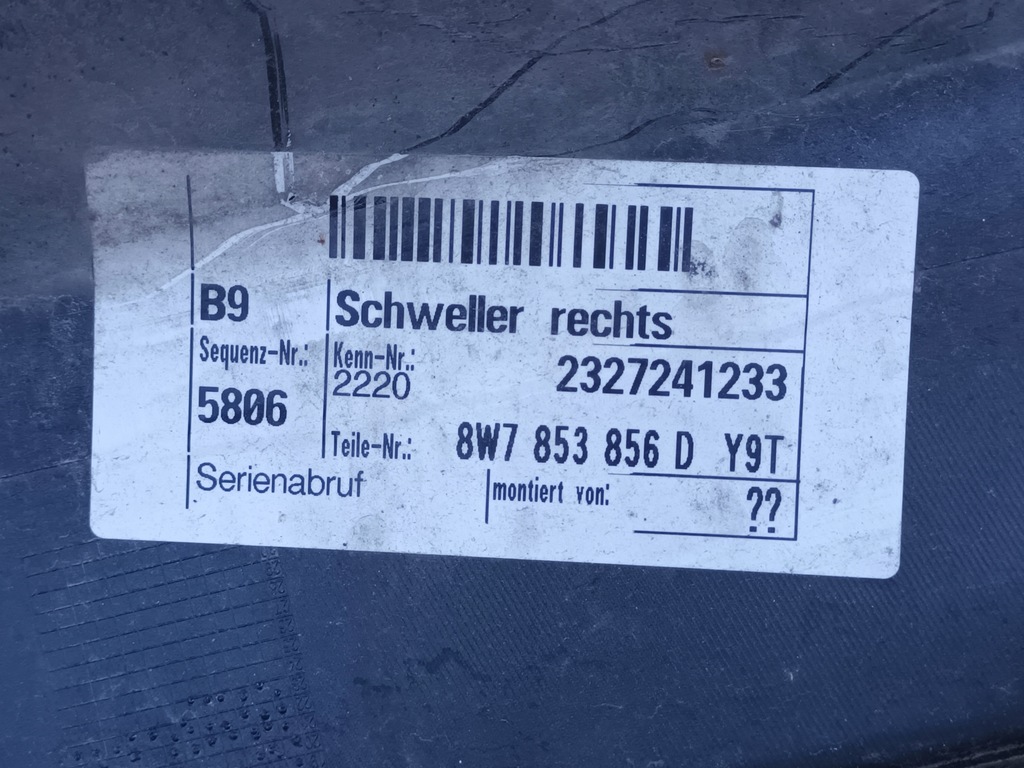 B9 Schweller rechts
Sequenz-Nr.: Kenn-Nr.:
5806 2220 2327241233
Teile-Nr.: 8W7 853 856 D Y9T
Serienabruf montiert von: ??